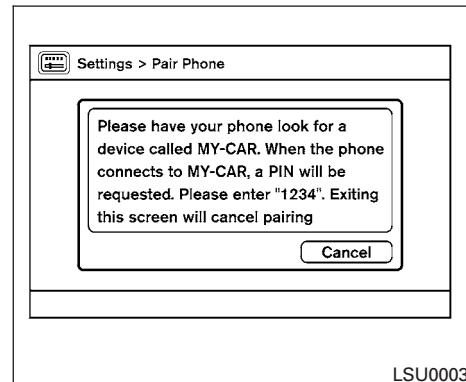 Settings > Pair Phone
Please have your phone look for a
device called MY-CAR. When the phone
connects to MY-CAR, a PIN will be
requested. Please enter "1234". Exiting
this screen will cancel pairing
Cancel
LSU0003